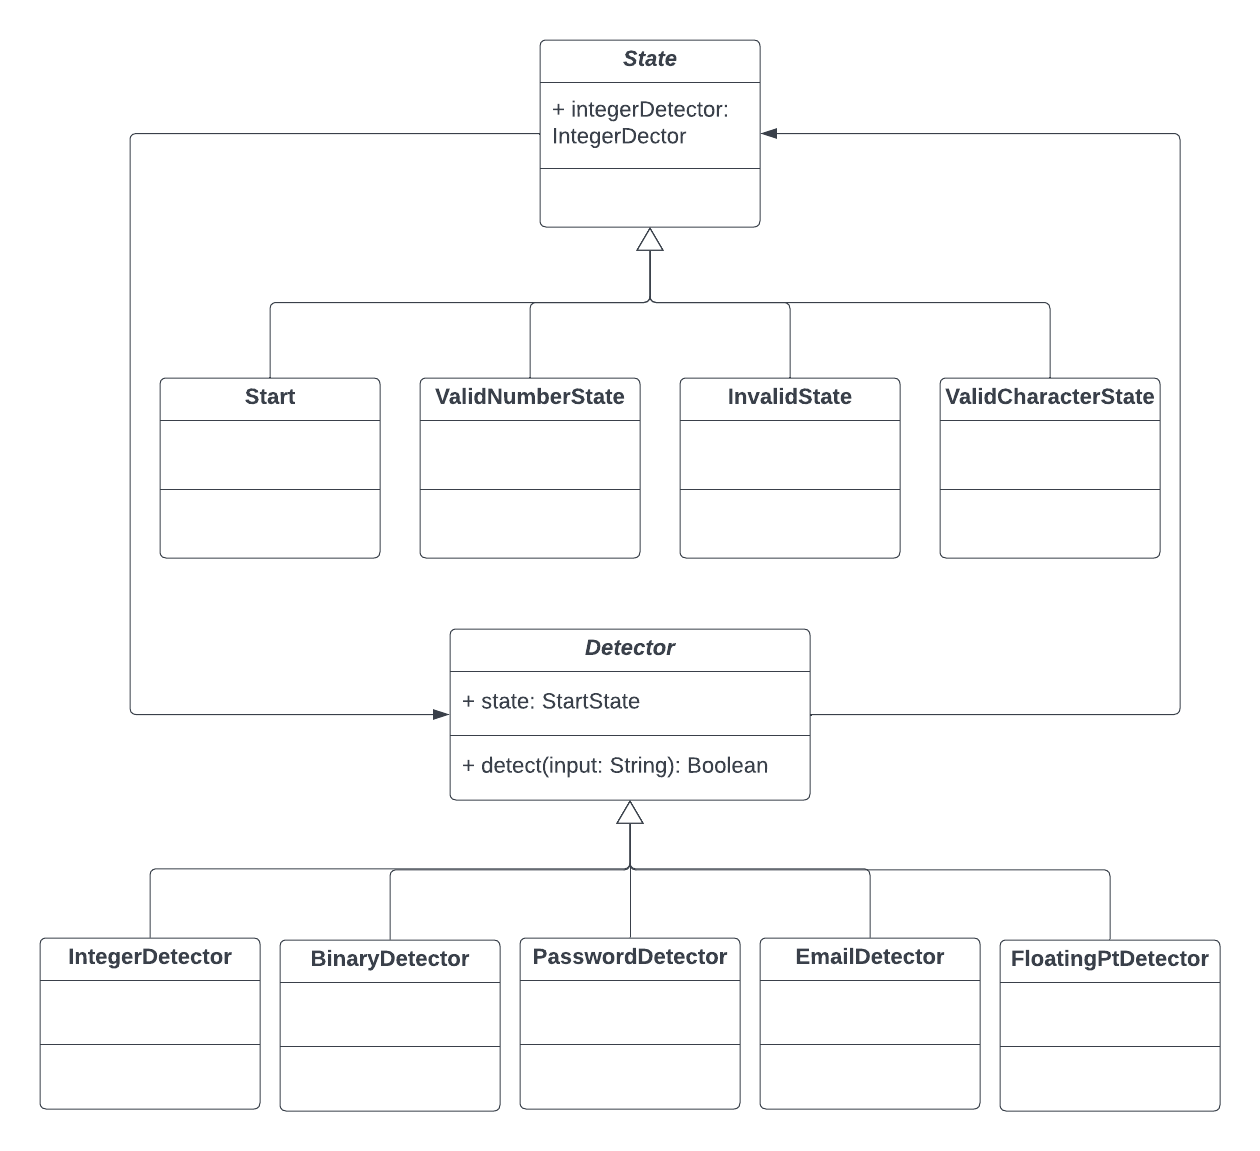 State
+ integerDetector:
IntegerDector
Start
ValidNumberState
InvalidState
ValidCharacterState
Detector
+ state: StartState
+ detect(input: String): Boolean
IntegerDetector
BinaryDetector
PasswordDetector
EmailDetector
FloatingPtDetector